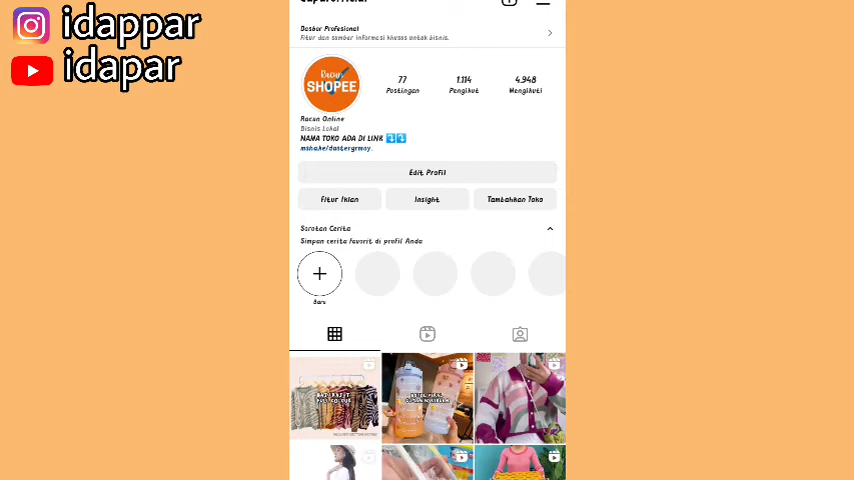 idappar
idapar
Dasbor Profesional
Fitur dan sumber informasi khusus untuk bisnis.
Racun
SHOPEE
77
1.114
4.948
Postingan
Pengikut
Mengikuti
Racun Online
Bisnis Lokal
NAMA TOKO ADA DI LINK
Edit Profil
Fitur Iklan
Insight
Tambahkan Toko
Sorotan Cerita
Simpan cerita favorit di profil Anda
Baru
FULL COLOUR